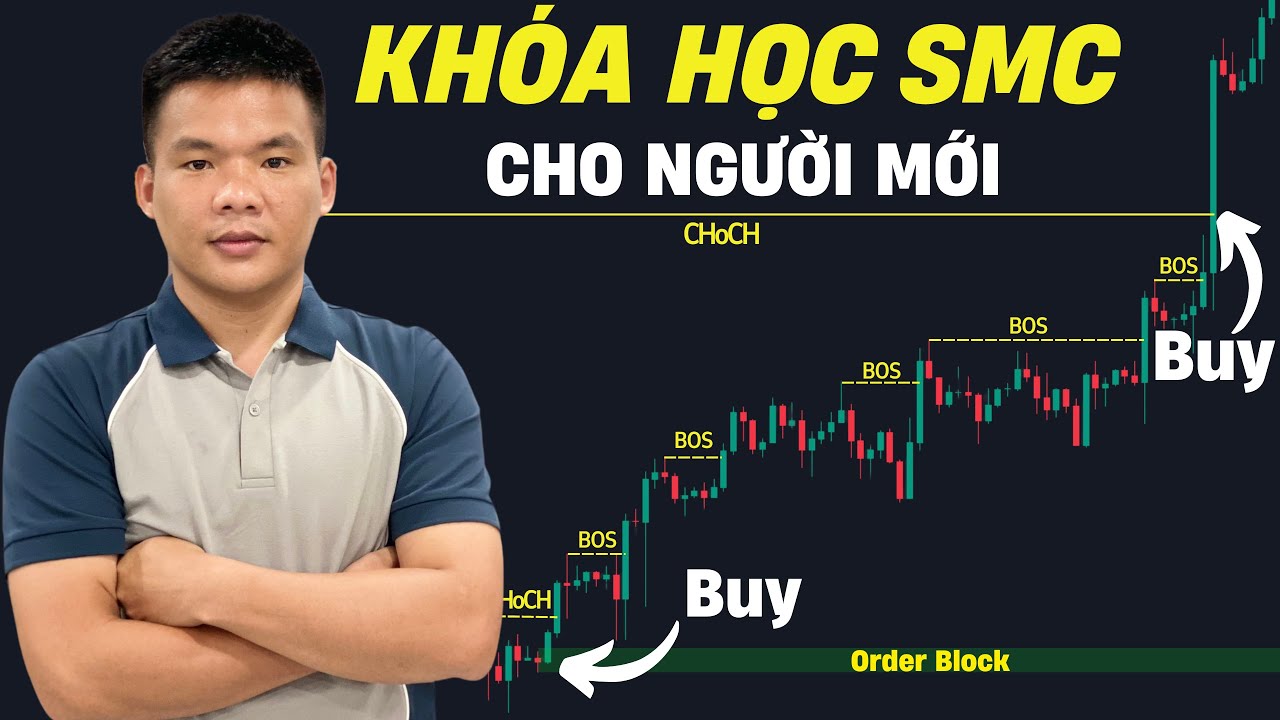 KHÓA HỌC SMC
CHO NGƯỜI MỚI
CHoCH
BOS
BOS
Buy
BOS
BOS
BOS
HoCH
Buy
Order Block